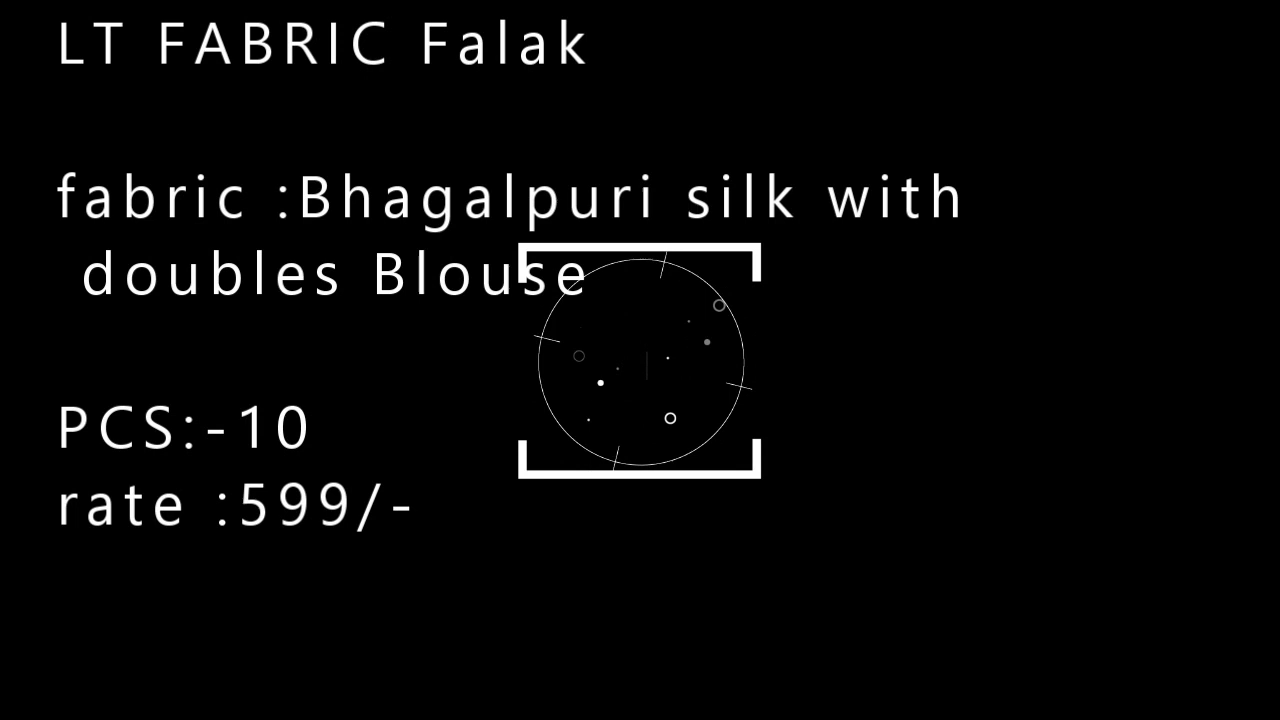 LT FABRIC Falak
fabric :Bhagalpuri silk with
doubles Blouse
PCS:-10
rate :599/-